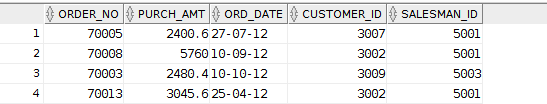 ORDER_NO PURCH_AMT ORD_DATE CUSTOMER_ID SALESMAN_ID
1 70005 2400.6 27-07-12 3007 5001
2 70008 5760 10-09-12 3002 5001
3 70003 2480.4 10-10-12 3009 5003
4 70013 3045.6 25-04-12 3002 5001